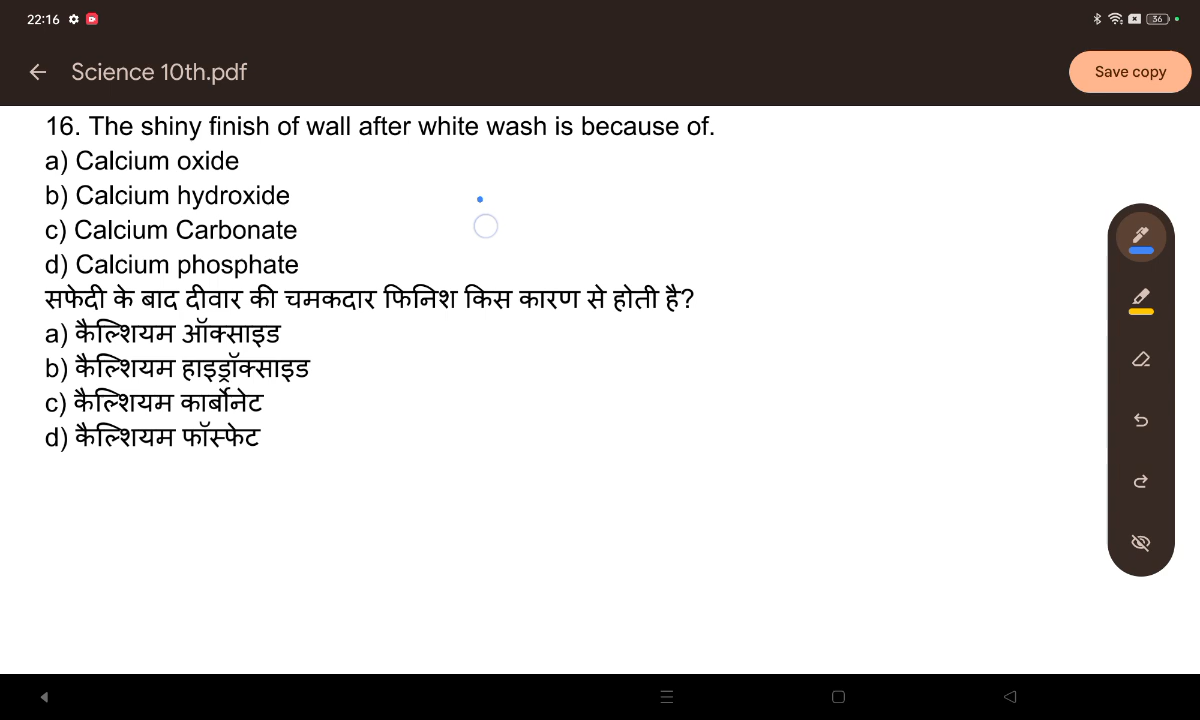 22:16
36
Science 10th.pdf
Save copy
16. The shiny finish of wall after white wash is because of.
a) Calcium oxide
b) Calcium hydroxide
c) Calcium Carbonate
d) Calcium phosphate
सफेदी के बाद दीवार की चमकदार फिनिश किस कारण से होती है?
a) कैल्शियम ऑक्साइड
b) कैल्शियम हाइड्रॉक्साइड
c) कैल्शियम कार्बोनेट
d) कैल्शियम फॉस्फेट